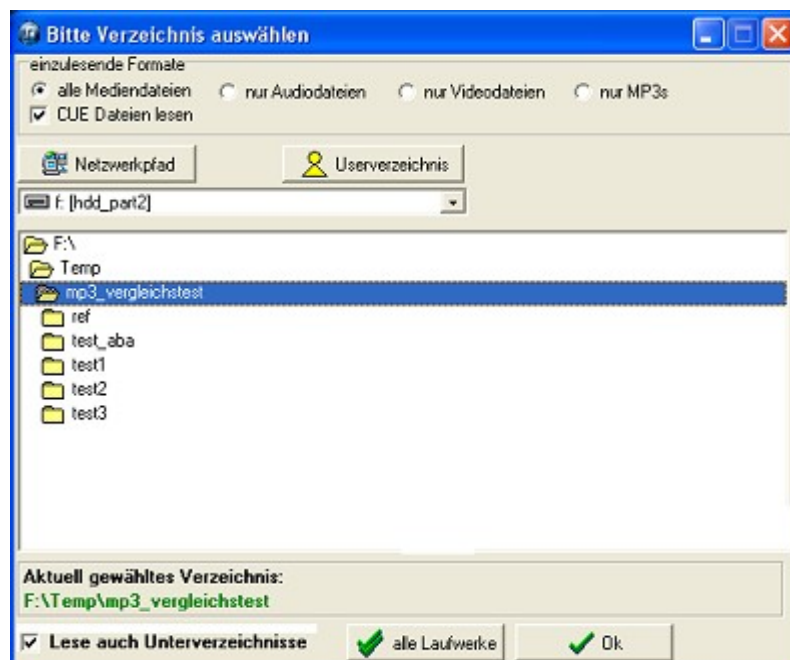 Bitte Verzeichnis auswählen
einzulesende Formate
alle Mediendateien nur Audiodateien nur Videodateien nur MP3s
CUE Dateien lesen
Netzwerkpfad Userverzeichnis
f: [hdd_part2]
F:\
Temp
mp3_vergleichstest
ref
test_aba
test1
test2
test3
Aktuell gewähltes Verzeichnis:
F:\Temp\mp3_vergleichstest
Lese auch Unterverzeichnisse alle Laufwerke Ok